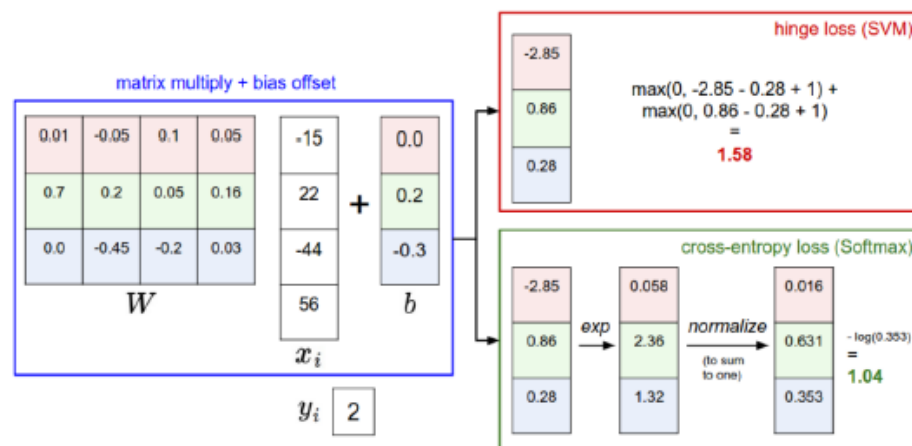 matrix multiply + bias offset
0.01 -0.05 0.1 0.05
0.7 0.2 0.05 0.16
0.0 -0.45 -0.2 0.03
W
-15
22
-44
56
x_i
+
0.0
0.2
-0.3
b
y_i 2
hinge loss (SVM)
-2.85
0.86
0.28
max(0, -2.85 - 0.28 + 1) +
max(0, 0.86 - 0.28 + 1)
=
1.58
cross-entropy loss (Softmax)
-2.85
0.86
0.28
exp
0.058
2.36
1.32
normalize
(to sum
to one)
0.016
0.631
0.353
- log(0.353)
=
1.04